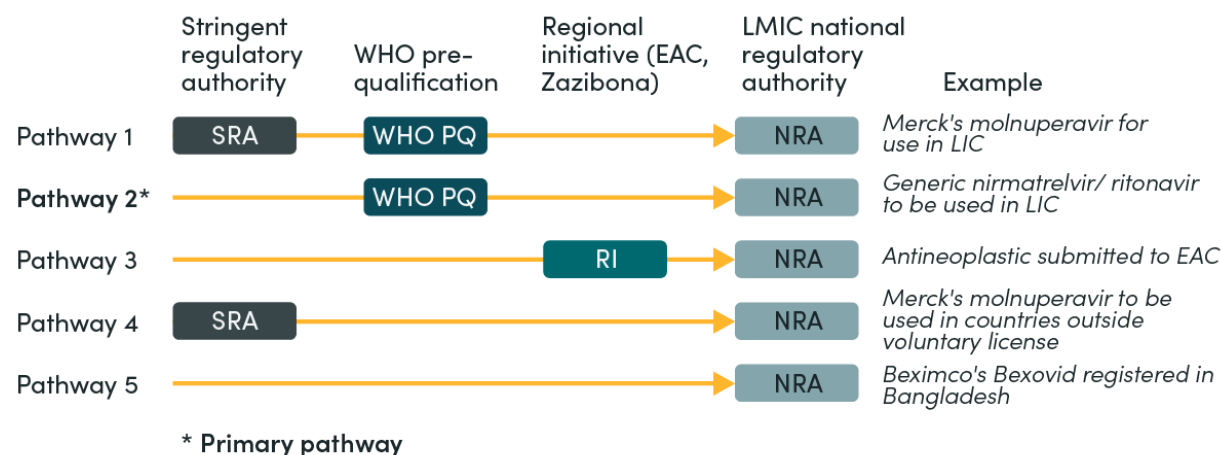 Stringent
regulatory
authority
WHO pre-
qualification
Regional
initiative (EAC,
Zazibona)
LMIC national
regulatory
authority
Example
Pathway 1
SRA
WHO PQ
NRA
Merck's molnuperavir for
use in LIC
Pathway 2*
WHO PQ
NRA
Generic nirmatrelvir/ ritonavir
to be used in LIC
Pathway 3
RI
NRA
Antineoplastic submitted to EAC
Pathway 4
SRA
NRA
Merck's molnuperavir to be
used in countries outside
voluntary license
Pathway 5
NRA
Beximco's Bexovid registered in
Bangladesh
* Primary pathway